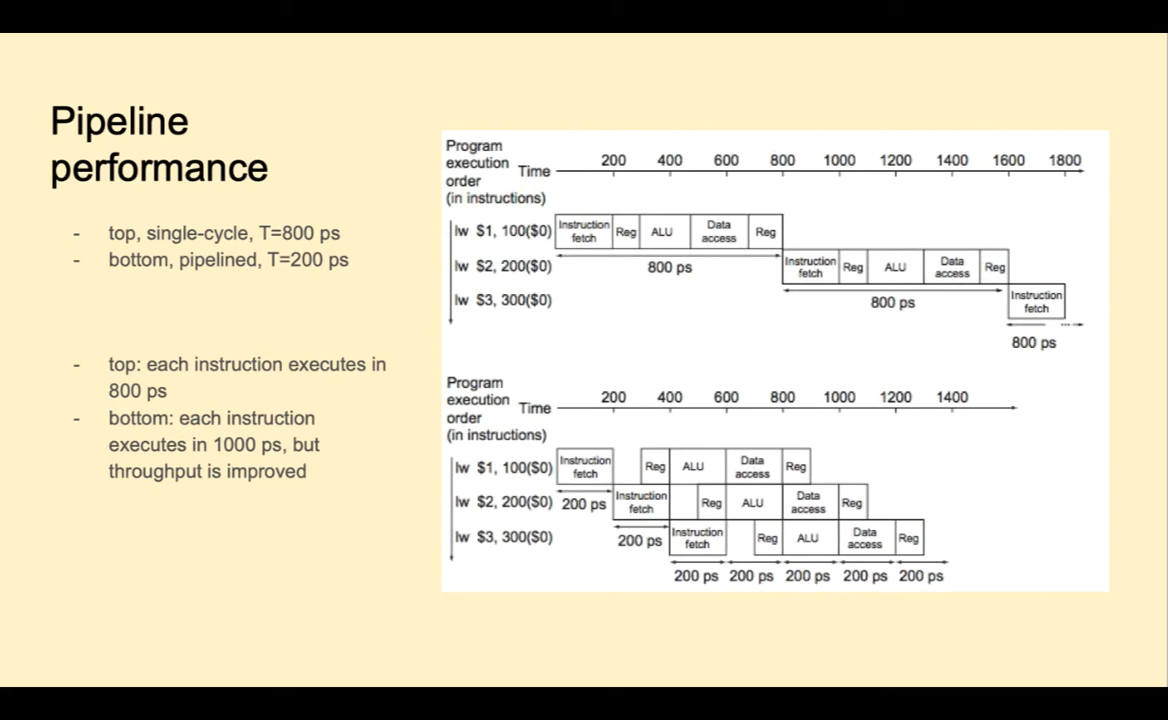 Pipeline
performance
- top, single-cycle, T=800 ps
- bottom, pipelined, T=200 ps
- top: each instruction executes in
800 ps
- bottom: each instruction
executes in 1000 ps, but
throughput is improved
Program
execution
order
(in instructions)
Time
200 400 600 800 1000 1200 1400 1600 1800
lw $1, 100($0)
Instruction
fetch
Reg
ALU
Data
access
Reg
lw $2, 200($0)
800 ps
Instruction
fetch
Reg
ALU
Data
access
Reg
lw $3, 300($0)
800 ps
Instruction
fetch
800 ps
Program
execution
order
(in instructions)
Time
200 400 600 800 1000 1200 1400
lw $1, 100($0)
Instruction
fetch
Reg
ALU
Data
access
Reg
lw $2, 200($0)
200 ps
Instruction
fetch
Reg
ALU
Data
access
Reg
lw $3, 300($0)
200 ps
Instruction
fetch
Reg
ALU
Data
access
Reg
200 ps 200 ps 200 ps 200 ps 200 ps